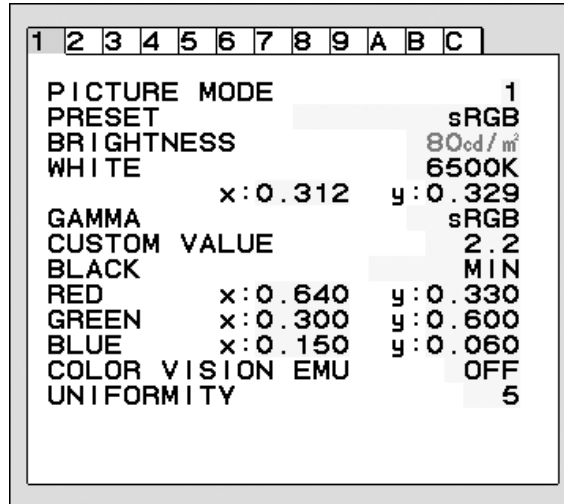 1 2 3 4 5 6 7 8 9 A B C
PICTURE MODE 1
PRESET sRGB
BRIGHTNESS 80cd/m²
WHITE 6500K
x:0.312 y:0.329
GAMMA sRGB
CUSTOM VALUE 2.2
BLACK MIN
RED x:0.640 y:0.330
GREEN x:0.300 y:0.600
BLUE x:0.150 y:0.060
COLOR VISION EMU OFF
UNIFORMITY 5